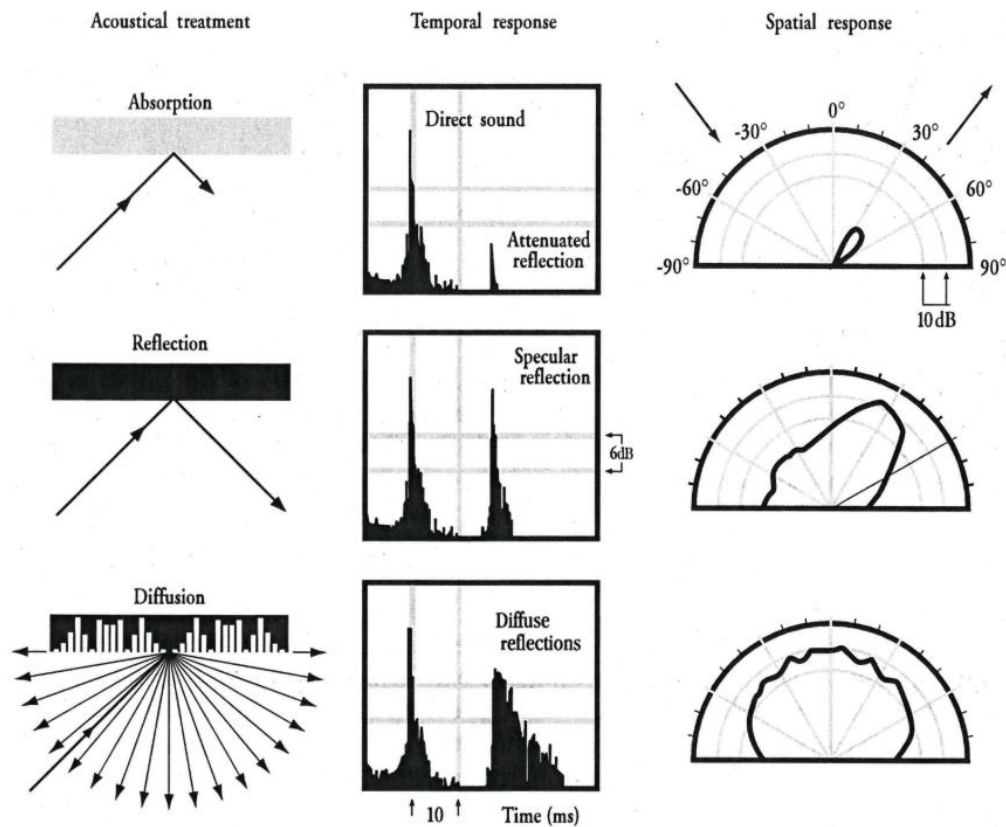 Acoustical treatment
Temporal response
Spatial response
Absorption
Direct sound
Attenuated
reflection
0°
-30°
30°
-60°
60°
-90°
90°
10 dB
Reflection
Specular
reflection
6dB
Diffusion
Diffuse
reflections
10
Time (ms)